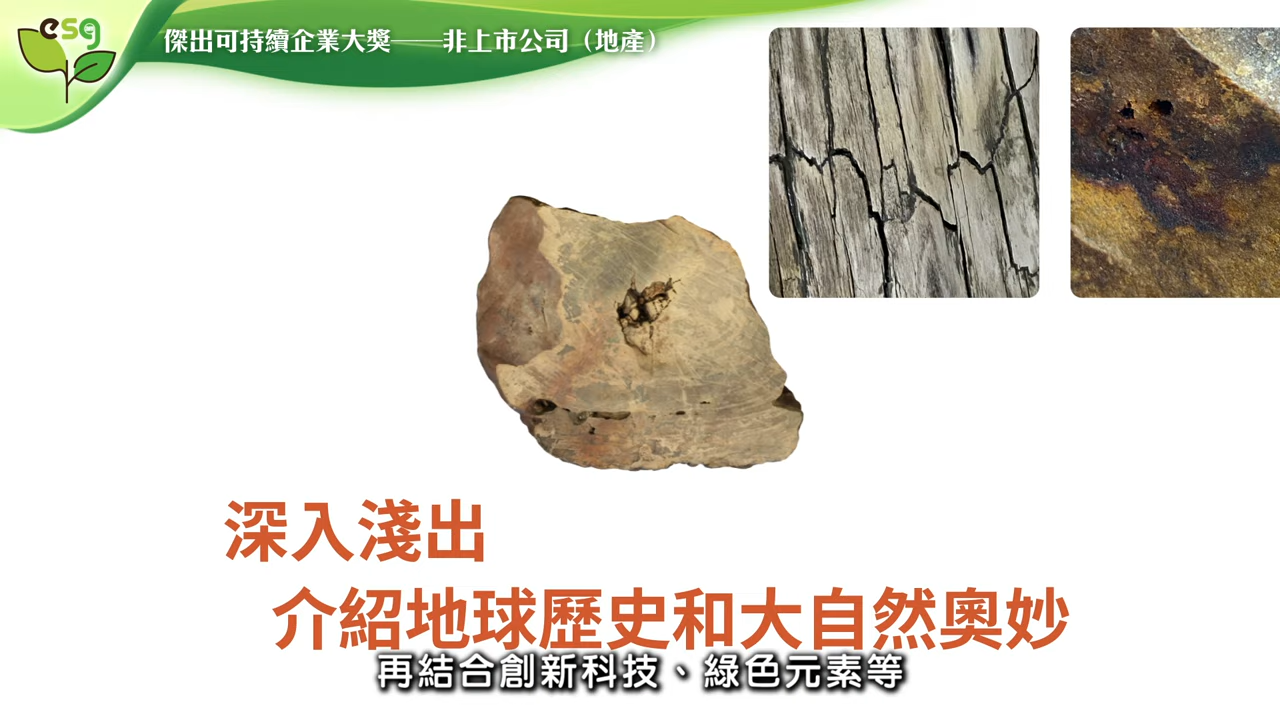 esg
傑出可持續企業大獎——非上市公司（地產）
深入淺出
介紹地球歷史和大自然奧妙
再結合創新科技、綠色元素等